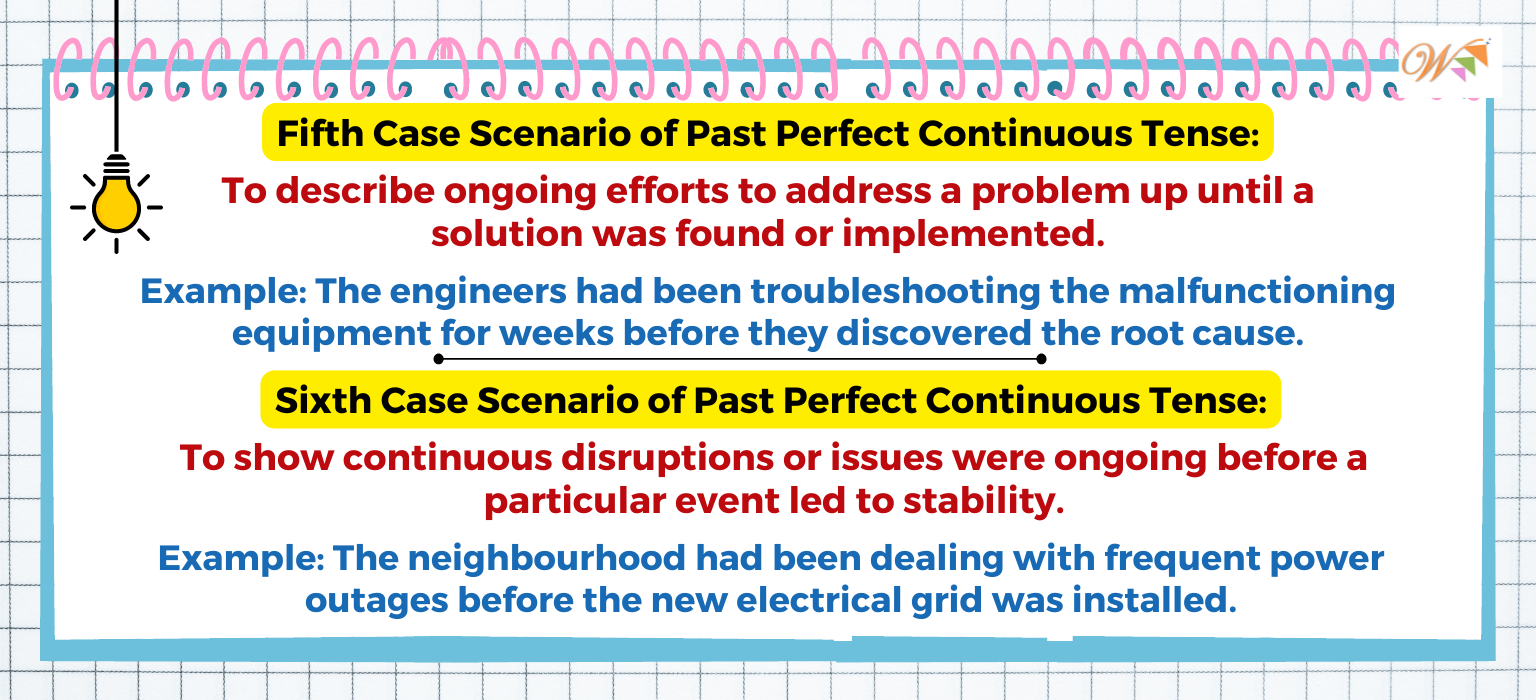 W
Fifth Case Scenario of Past Perfect Continuous Tense:
To describe ongoing efforts to address a problem up until a
solution was found or implemented.
Example: The engineers had been troubleshooting the malfunctioning
equipment for weeks before they discovered the root cause.
Sixth Case Scenario of Past Perfect Continuous Tense:
To show continuous disruptions or issues were ongoing before a
particular event led to stability.
Example: The neighbourhood had been dealing with frequent power
outages before the new electrical grid was installed.